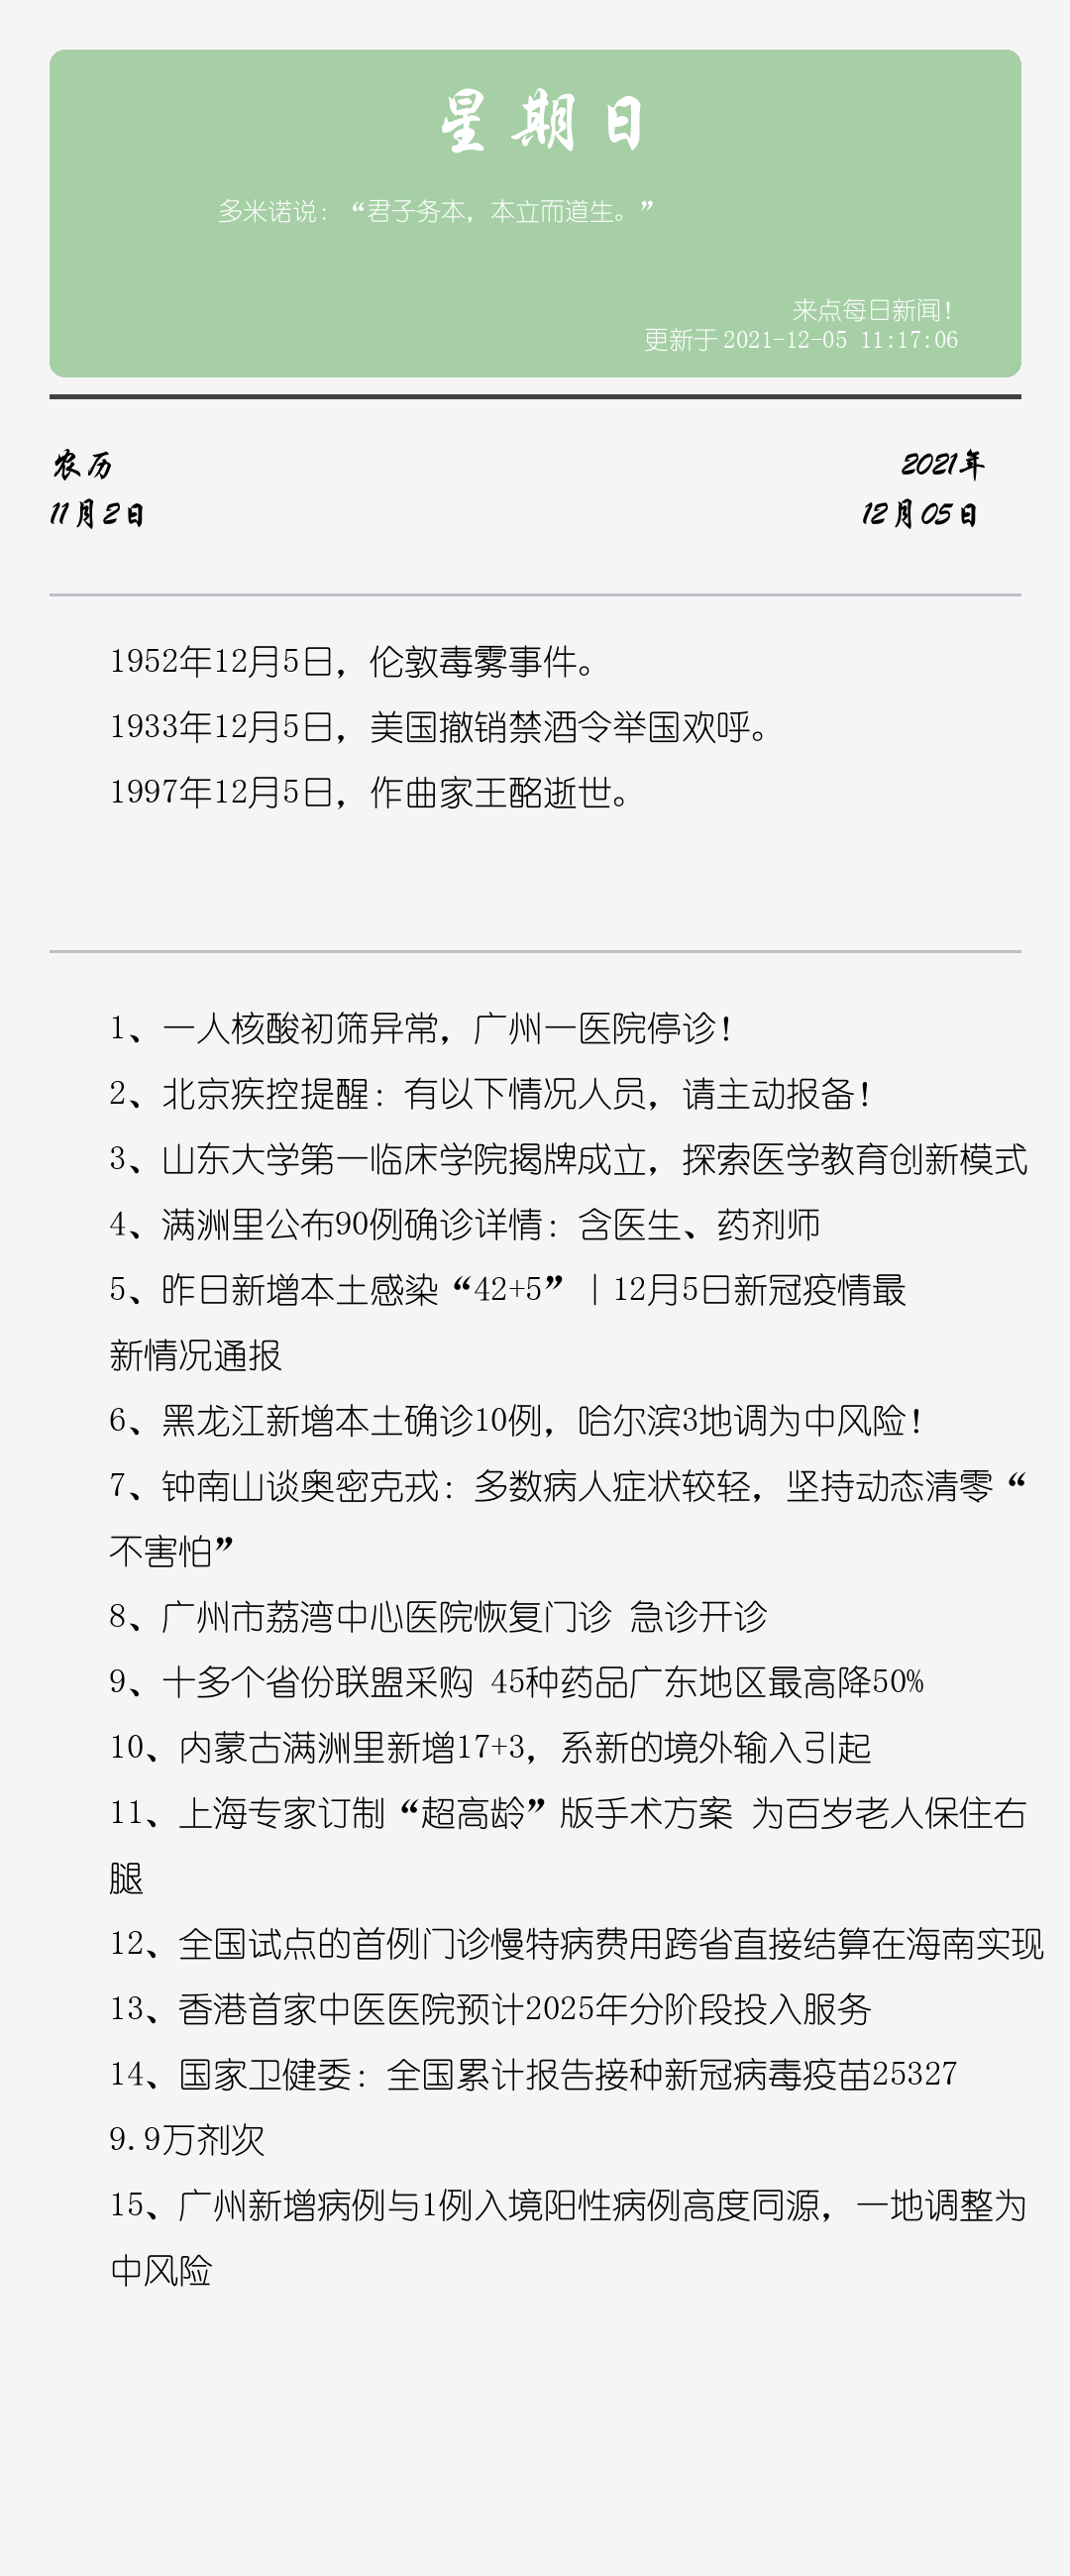 星期日
多米诺说：“君子务本，本立而道生。”
来点每日新闻！
更新于2021-12-05 11:17:06
农历
2021年
11月2日
12月05日
1952年12月5日，伦敦毒雾事件。
1933年12月5日，美国撤销禁酒令举国欢呼。
1997年12月5日，作曲家王酩逝世。
1、一人核酸初筛异常，广州一医院停诊！
2、北京疾控提醒：有以下情况人员，请主动报备！
3、山东大学第一临床学院揭牌成立，探索医学教育创新模式
4、满洲里公布90例确诊详情：含医生、药剂师
5、昨日新增本土感染“42+5”｜12月5日新冠疫情最
新情况通报
6、黑龙江新增本土确诊10例，哈尔滨3地调为中风险！
7、钟南山谈奥密克戎：多数病人症状较轻，坚持动态清零“
不害怕”
8、广州市荔湾中心医院恢复门诊 急诊开诊
9、十多个省份联盟采购 45种药品广东地区最高降50%
10、内蒙古满洲里新增17+3，系新的境外输入引起
11、上海专家订制“超高龄”版手术方案 为百岁老人保住右
腿
12、全国试点的首例门诊慢特病费用跨省直接结算在海南实现
13、香港首家中医医院预计2025年分阶段投入服务
14、国家卫健委：全国累计报告接种新冠病毒疫苗25327
9.9万剂次
15、广州新增病例与1例入境阳性病例高度同源，一地调整为
中风险